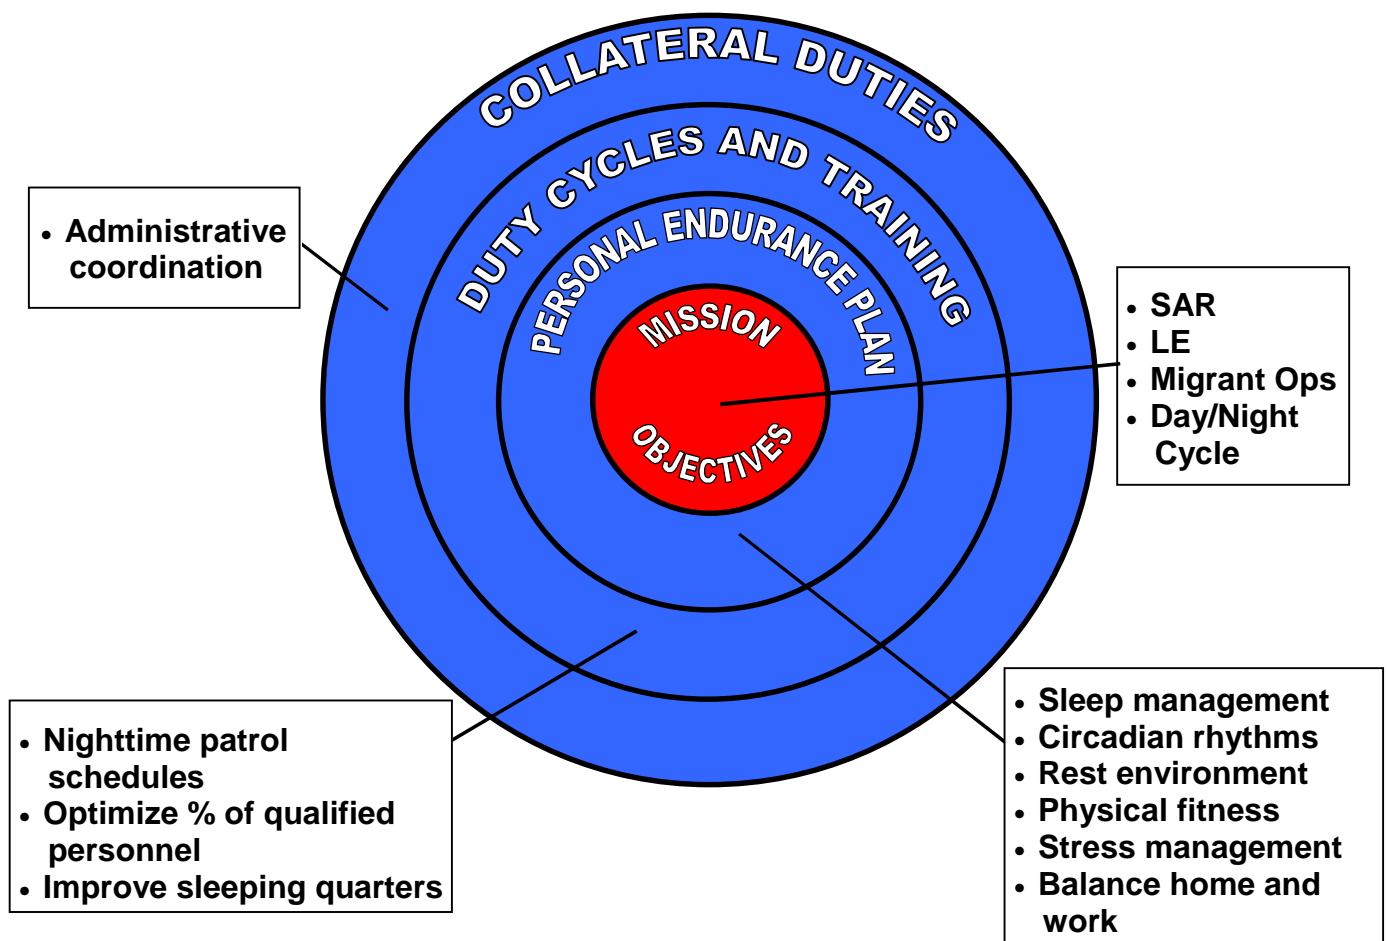 COLLATERAL DUTIES
DUTY CYCLES AND TRAINING
PERSONAL ENDURANCE PLAN
MISSION
OBJECTIVES
• Administrative
coordination
• SAR
• LE
• Migrant Ops
• Day/Night
Cycle
• Nighttime patrol
schedules
• Optimize % of qualified
personnel
• Improve sleeping quarters
• Sleep management
• Circadian rhythms
• Rest environment
• Physical fitness
• Stress management
• Balance home and
work